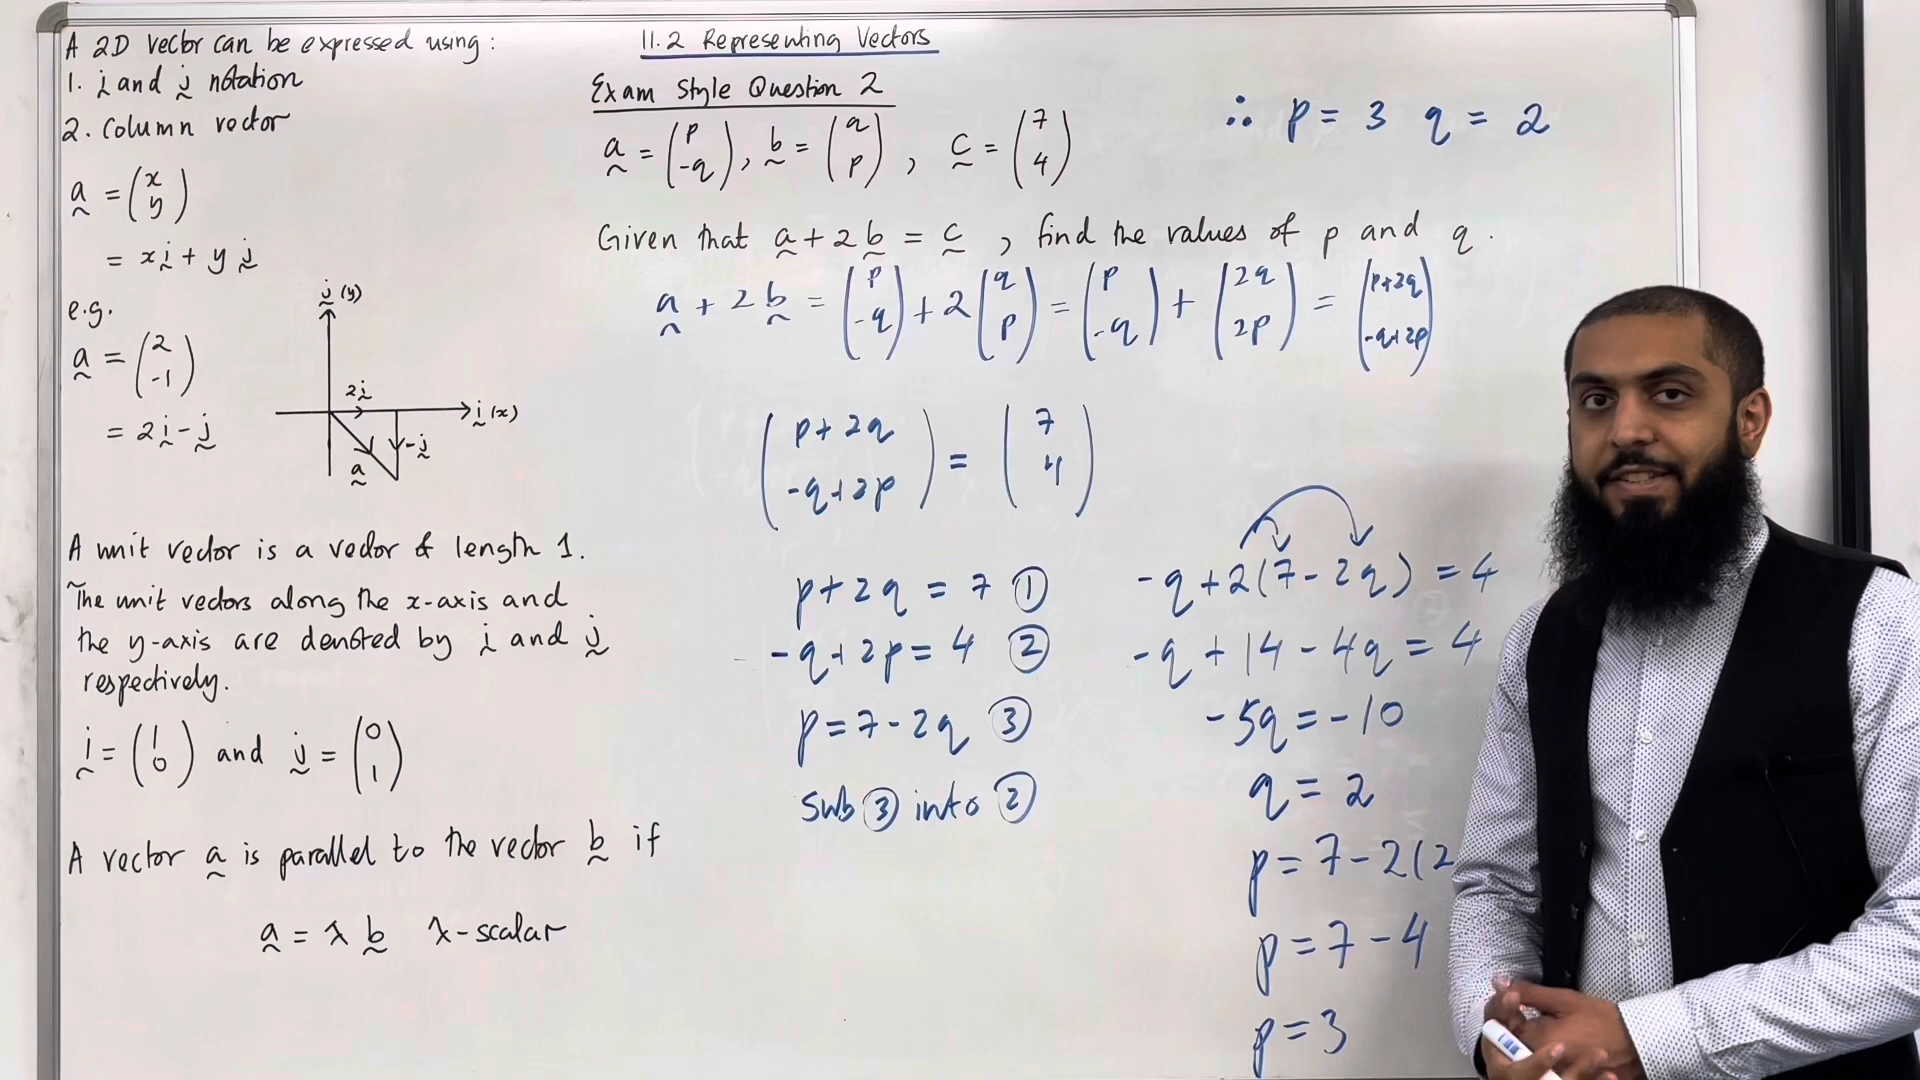 A 2D vector can be expressed using:
1. i and j notation
2. Column vector
a = (x y)
= xi + yj
e.g.
a = (2 -1)
= 2i - j
j (y)
2i
i (x)
-j
a
A unit vector is a vector of length 1.
The unit vectors along the x-axis and
the y-axis are denoted by i and j
respectively.
i = (1 0) and j = (0 1)
A vector a is parallel to the vector b if
a = λ b λ-scalar
11.2 Representing Vectors
Exam Style Question 2
a = (p -q), b = (q p), c = (7 4)
Given that a + 2b = c, find the values of p and q.
a + 2b = (p -q) + 2(q p) = (p -q) + (2q 2p) = (p+2q -q+2p)
(p+2q -q+2p) = (7 4)
p + 2q = 7 ①
-q + 2p = 4 ②
p = 7 - 2q ③
Sub ③ into ②
-q + 2(7 - 2q) = 4
-q + 14 - 4q = 4
-5q = -10
q = 2
p = 7 - 2(2
p = 7 - 4
p = 3
∴ p = 3 q = 2